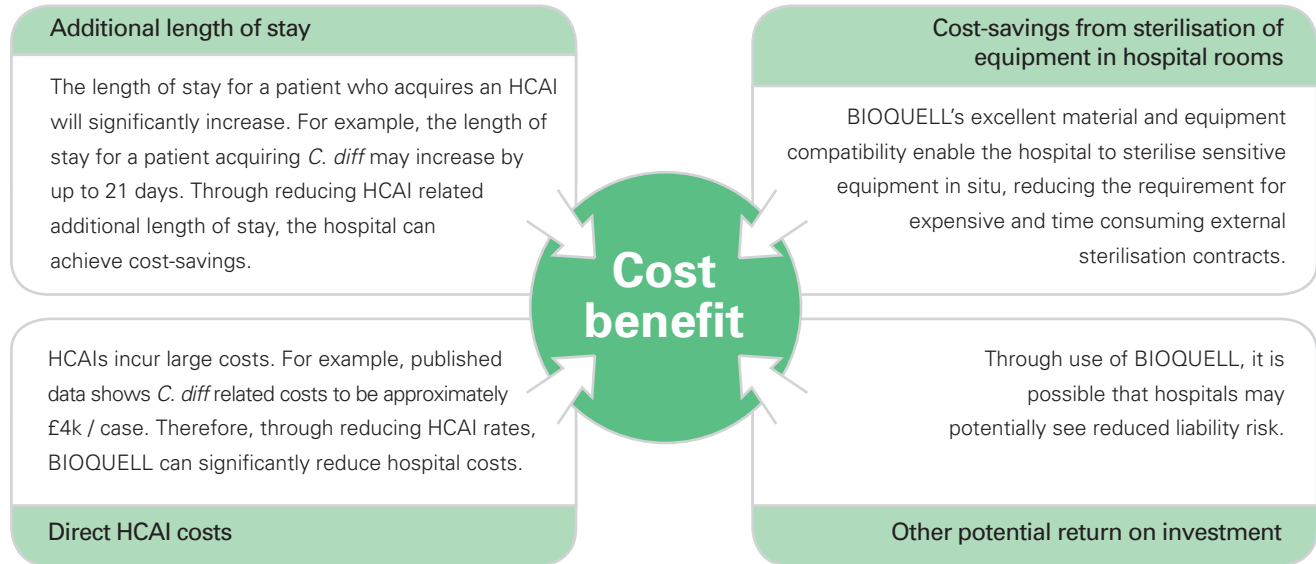 Additional length of stay
The length of stay for a patient who acquires an HCAI
will significantly increase. For example, the length of
stay for a patient acquiring C. diff may increase by
up to 21 days. Through reducing HCAI related
additional length of stay, the hospital can
achieve cost-savings.
Cost-savings from sterilisation of
equipment in hospital rooms
BIOQUELL’s excellent material and equipment
compatibility enable the hospital to sterilise sensitive
equipment in situ, reducing the requirement for
expensive and time consuming external
sterilisation contracts.
Cost
benefit
HCAIs incur large costs. For example, published
data shows C. diff related costs to be approximately
£4k / case. Therefore, through reducing HCAI rates,
BIOQUELL can significantly reduce hospital costs.
Direct HCAI costs
Through use of BIOQUELL, it is
possible that hospitals may
potentially see reduced liability risk.
Other potential return on investment